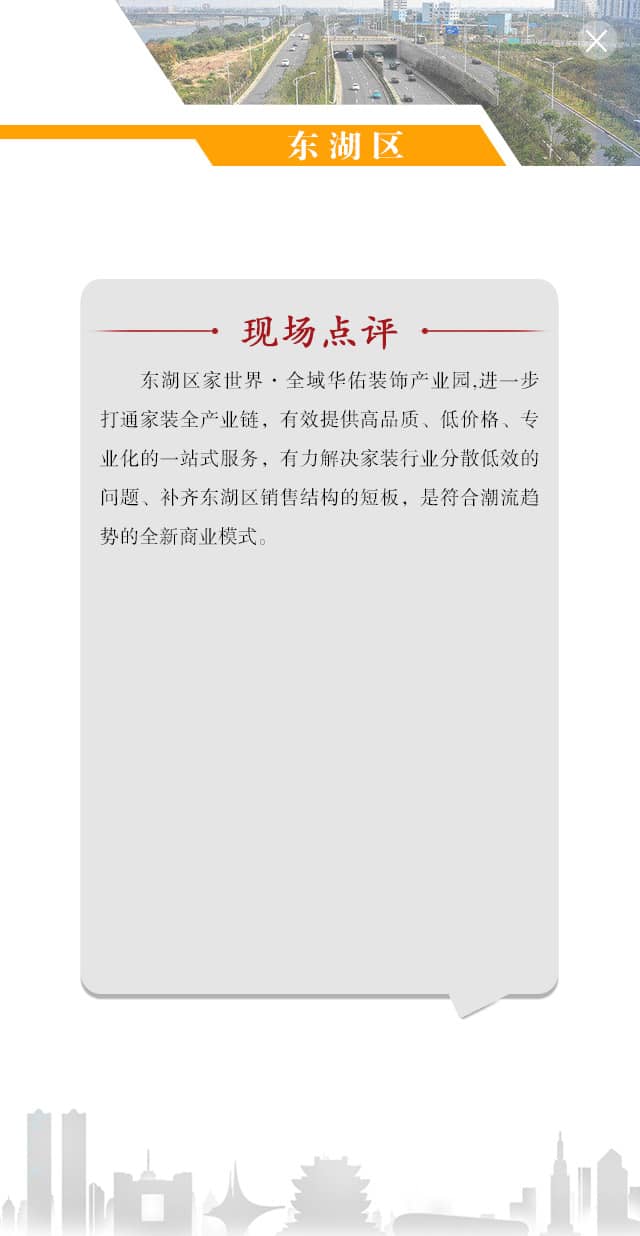 东湖区
现场点评
东湖区家世界·全域华佑装饰产业园,进一步
打通家装全产业链，有效提供高品质、低价格、专
业化的一站式服务，有力解决家装行业分散低效的
问题、补齐东湖区销售结构的短板，是符合潮流趋
势的全新商业模式。